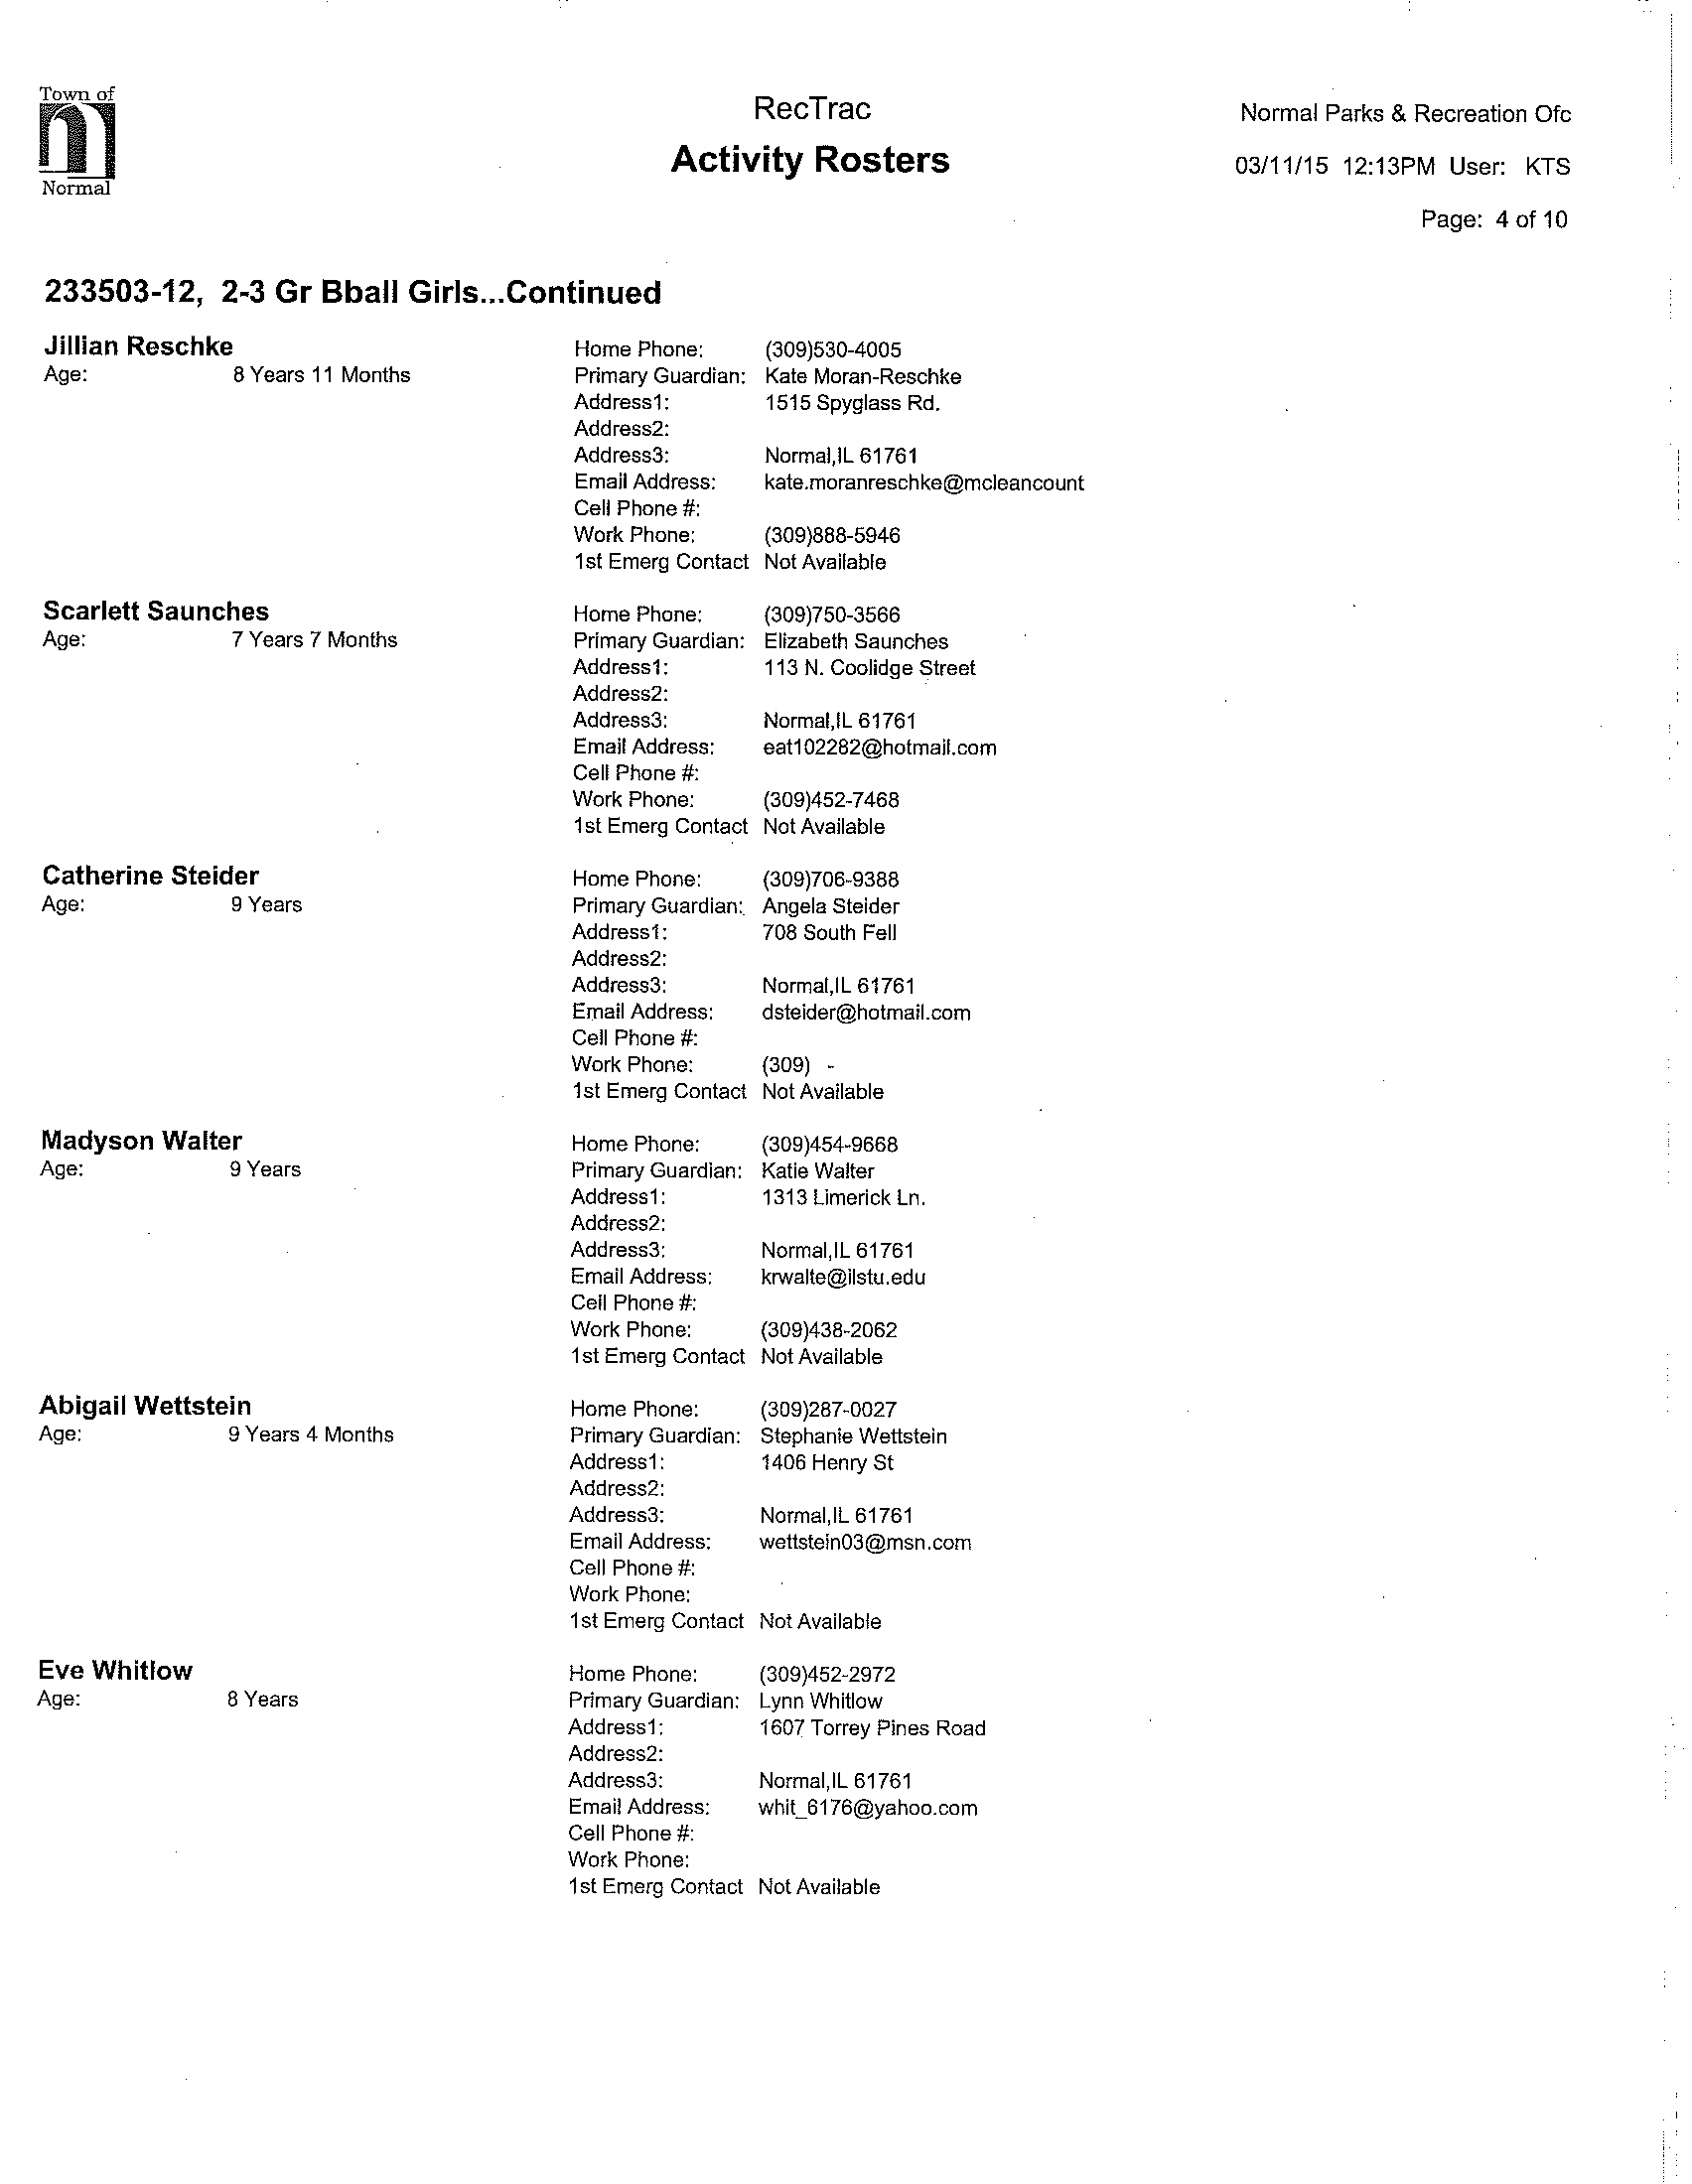 Town of
Normal
RecTrac
Activity Rosters
Normal Parks & Recreation Ofc
03/11/15 12:13PM User: KTS
Page: 4 of 10
233503-12, 2-3 Gr Bball Girls...Continued
Jillian Reschke
Age: 8 Years 11 Months
Home Phone: (309)530-4005
Primary Guardian: Kate Moran-Reschke
Address1: 1515 Spyglass Rd.
Address2:
Address3: Normal,IL 61761
Email Address: kate.moranreschke@mcleancount
Cell Phone #:
Work Phone: (309)888-5946
1st Emerg Contact Not Available
Scarlett Saunches
Age: 7 Years 7 Months
Home Phone: (309)750-3566
Primary Guardian: Elizabeth Saunches
Address1: 113 N. Coolidge Street
Address2:
Address3: Normal,IL 61761
Email Address: eat102282@hotmail.com
Cell Phone #:
Work Phone: (309)452-7468
1st Emerg Contact Not Available
Catherine Steider
Age: 9 Years
Home Phone: (309)706-9388
Primary Guardian: Angela Steider
Address1: 708 South Fell
Address2:
Address3: Normal,IL 61761
Email Address: dsteider@hotmail.com
Cell Phone #:
Work Phone: (309) -
1st Emerg Contact Not Available
Madyson Walter
Age: 9 Years
Home Phone: (309)454-9668
Primary Guardian: Katie Walter
Address1: 1313 Limerick Ln.
Address2:
Address3: Normal,IL 61761
Email Address: krwalte@ilstu.edu
Cell Phone #:
Work Phone: (309)438-2062
1st Emerg Contact Not Available
Abigail Wettstein
Age: 9 Years 4 Months
Home Phone: (309)287-0027
Primary Guardian: Stephanie Wettstein
Address1: 1406 Henry St
Address2:
Address3: Normal,IL 61761
Email Address: wettstein03@msn.com
Cell Phone #:
Work Phone:
1st Emerg Contact Not Available
Eve Whitlow
Age: 8 Years
Home Phone: (309)452-2972
Primary Guardian: Lynn Whitlow
Address1: 1607 Torrey Pines Road
Address2:
Address3: Normal,IL 61761
Email Address: whit_6176@yahoo.com
Cell Phone #:
Work Phone:
1st Emerg Contact Not Available